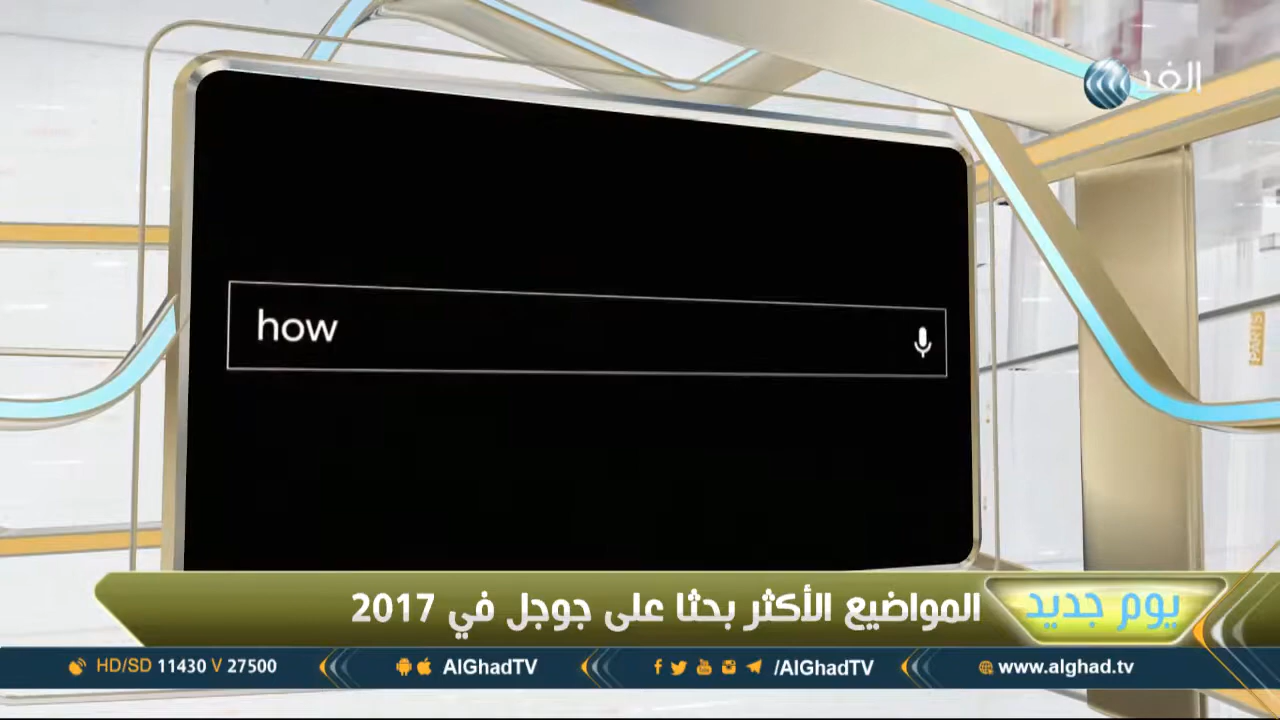 الغد
how
PARIS
يوم جديد
المواضيع الأكثر بحثا على جوجل في 2017
HD/SD 11430 V 27500
AlGhadTV
/AlGhadTV
www.alghad.tv